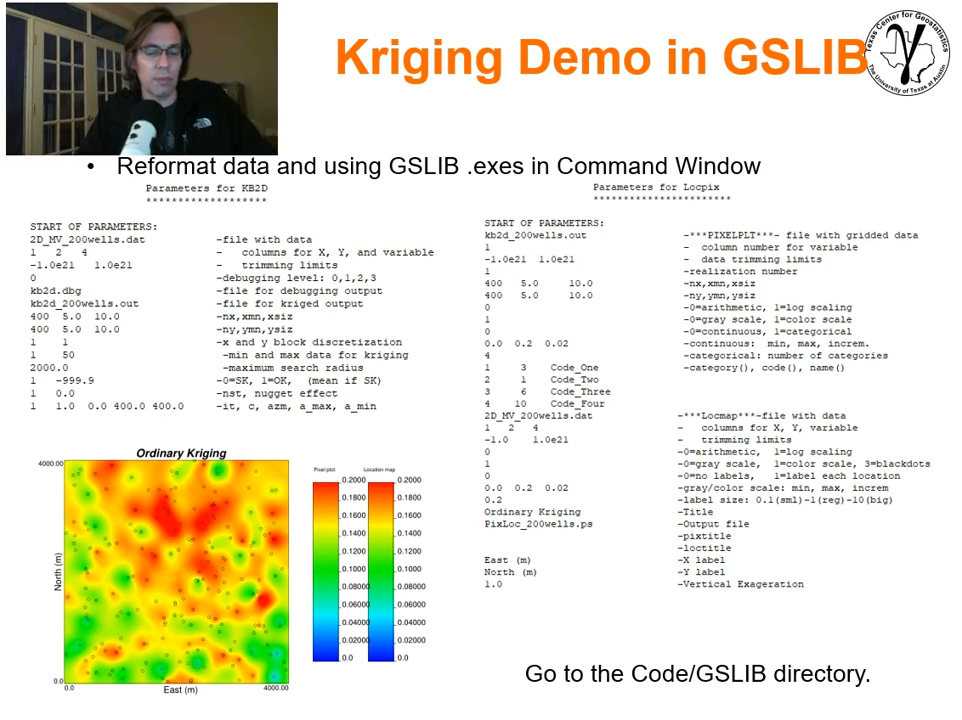 Kriging Demo in GSLIB
Texas Center for Geostatistics
The University of Texas at Austin
• Reformat data and using GSLIB .exes in Command Window
Parameters for KB2D
*******************
START OF PARAMETERS:
2D_MV_200wells.dat -file with data
1 2 4 - columns for X, Y, and variable
-1.0e21 1.0e21 - trimming limits
0 -debugging level: 0,1,2,3
kb2d.dbg -file for debugging output
kb2d_200wells.out -file for kriged output
400 5.0 10.0 -nx,xmn,xsiz
400 5.0 10.0 -ny,ymn,ysiz
1 1 -x and y block discretization
1 50 -min and max data for kriging
2000.0 -maximum search radius
1 -999.9 -0=SK, 1=OK, (mean if SK)
1 0.0 -nst, nugget effect
1 1.0 0.0 400.0 400.0 -it, c, azm, a_max, a_min
Parameters for Locpix
**********************
START OF PARAMETERS:
kb2d_200wells.out -***PIXELPLT***- file with gridded data
1 - column number for variable
-1.0e21 1.0e21 - data trimming limits
1 -realization number
400 5.0 10.0 -nx,xmn,xsiz
400 5.0 10.0 -ny,ymn,ysiz
0 -0=arithmetic, 1=log scaling
1 -0=gray scale, 1=color scale
0 -0=continuous, 1=categorical
0.0 0.2 0.02 -continuous: min, max, increm.
4 -categorical: number of categories
1 3 Code_One -category(), code(), name()
2 1 Code_Two
3 6 Code_Three
4 10 Code_Four
2D_MV_200wells.dat -***Locmap***-file with data
1 2 4 - columns for X, Y, variable
-1.0 1.0e21 - trimming limits
0 -0=arithmetic, 1=log scaling
1 -0=gray scale, 1=color scale, 3=blackdots
0 -0=no labels, 1=label each location
0.0 0.2 0.02 -gray/color scale: min, max, increm
0.2 -label size: 0.1(sml)-1(reg)-10(big)
Ordinary Kriging -Title
PixLoc_200wells.ps -Output file
-pixtitle
-loctitle
East (m) -X label
North (m) -Y label
1.0 -Vertical Exageration
Ordinary Kriging
4000.00
North (m)
0.0
0.0
East (m)
4000.00
Pixel plot
Location map
0.2000 0.2000
0.1800 0.1800
0.1600 0.1600
0.1400 0.1400
0.1200 0.1200
0.1000 0.1000
0.08000 0.08000
0.06000 0.06000
0.04000 0.04000
0.02000 0.02000
0.0 0.0
Go to the Code/GSLIB directory.